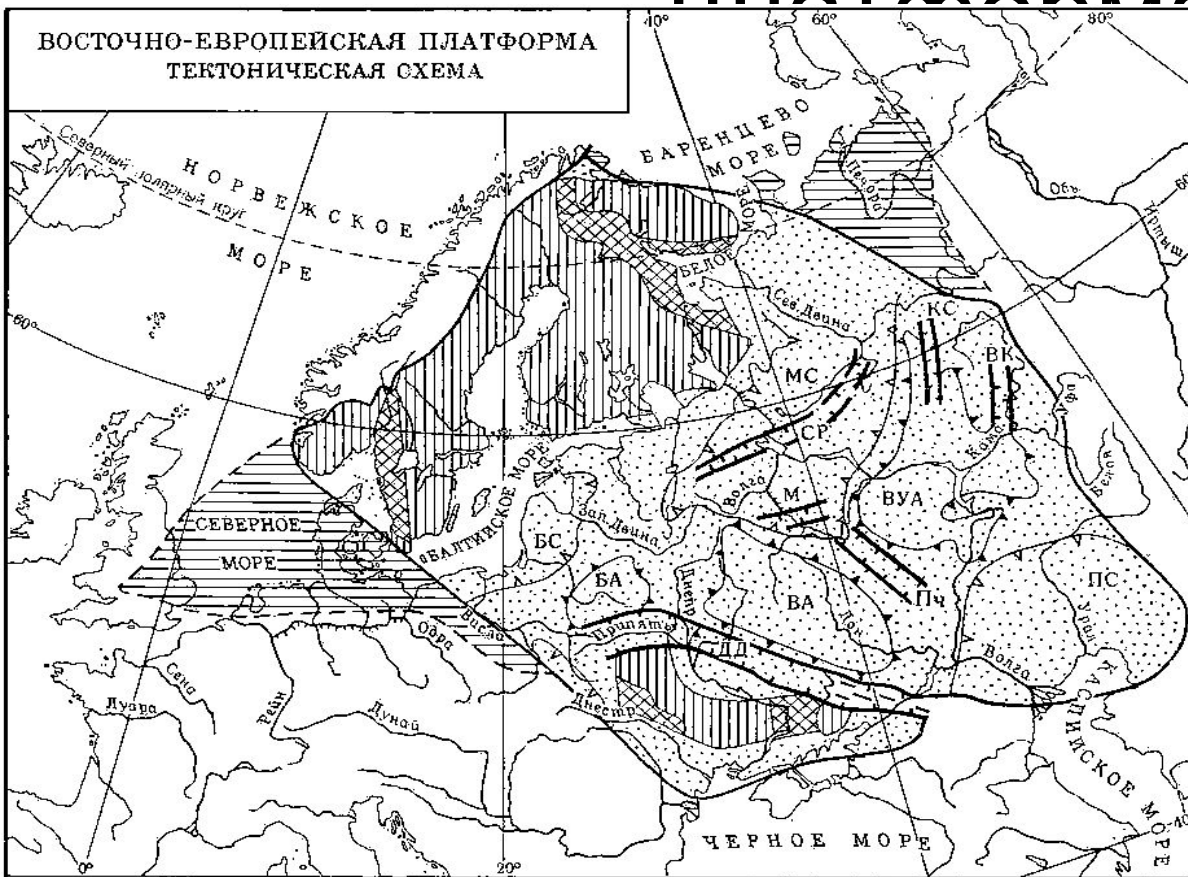 ВОСТОЧНО-ЕВРОПЕЙСКАЯ ПЛАТФОРМА
ТЕКТОНИЧЕСКАЯ СХЕМА
40°
60°
80°
БАРЕНЦЕВО
МОРЕ
Северный полярный круг
НОРВЕЖСКОЕ
МОРЕ
Печора
Обь
60°
Иртыш
БЕЛОЕ МОРЕ
Сев. Двина
60°
КС
ВК
Уфа
МС
СР
Кама
Белая
Волга
М
ВУА
СЕВЕРНОЕ
МОРЕ
БАЛТИЙСКОЕ МОРЕ
БС
Зап. Двина
БА
Днепр
ВА
Дон
Пч
ПС
Урал
Висла
Одра
Припять
ДД
Волга
Сена
Луара
Рейн
Дунай
Днестр
КАСПИЙСКОЕ МОРЕ
ЧЕРНОЕ МОРЕ
0°
20°
40